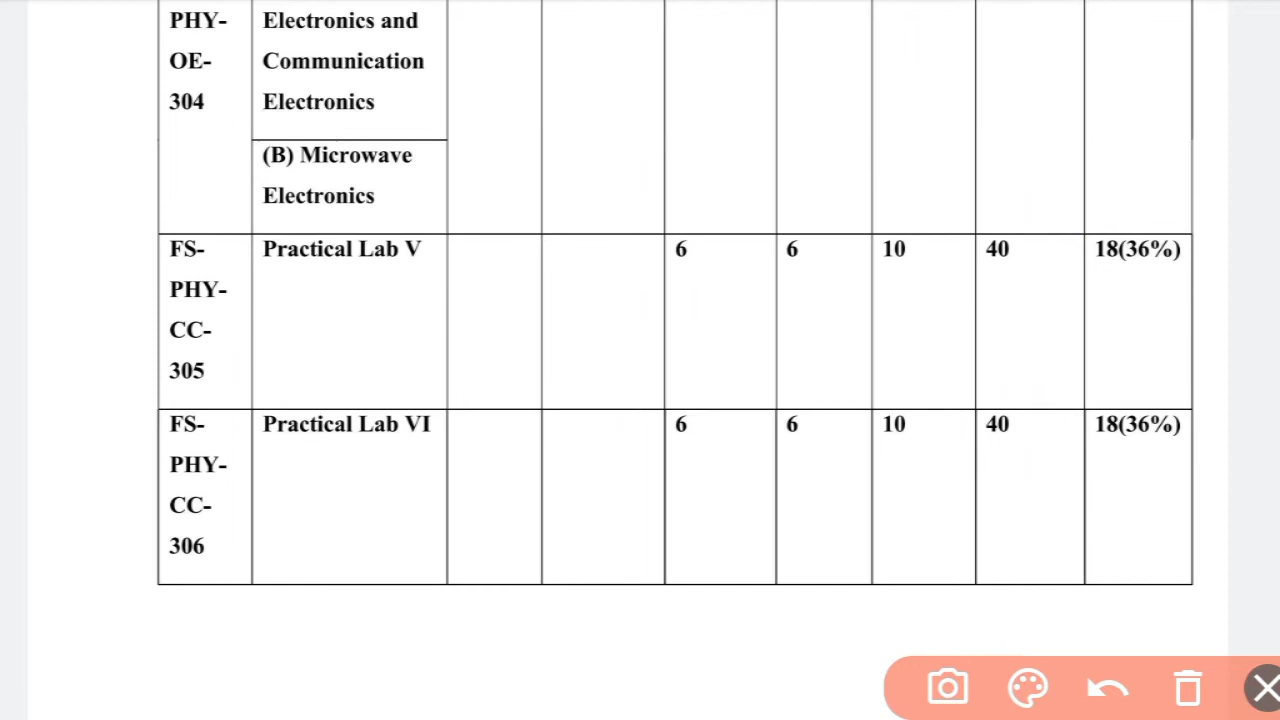 PHY-
OE-
304
Electronics and
Communication
Electronics
(B) Microwave
Electronics
FS-
PHY-
CC-
305
Practical Lab V
6
6
10
40
18(36%)
FS-
PHY-
CC-
306
Practical Lab VI
6
6
10
40
18(36%)